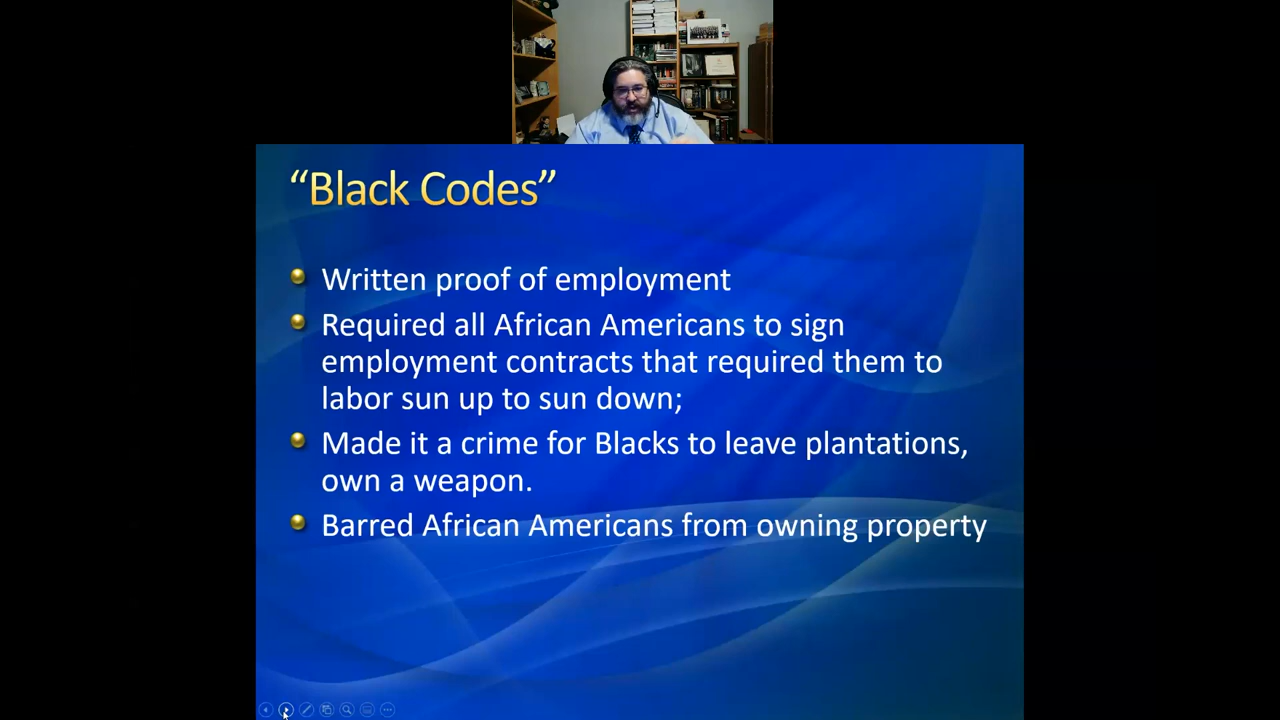 “Black Codes”
Written proof of employment
Required all African Americans to sign
employment contracts that required them to
labor sun up to sun down;
Made it a crime for Blacks to leave plantations,
own a weapon.
Barred African Americans from owning property